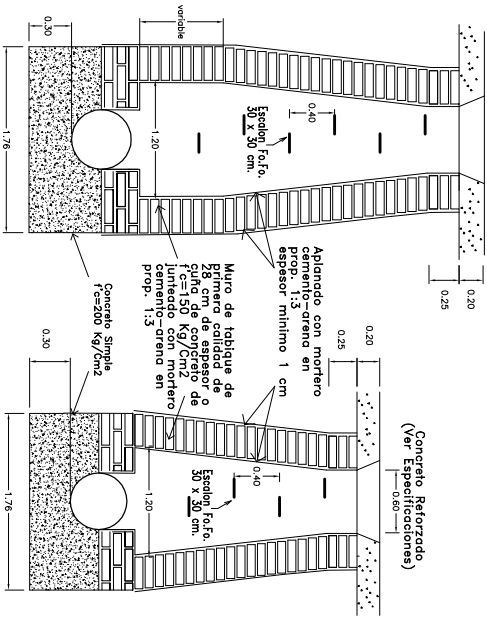 variable
0.30
1.76
1.20
0.40
Escalon Fo.Fo.
30 x 30 cm.
0.25
0.20
Aplanado con mortero
cemento-arena en
prop. 1:3
espesor minimo 1 cm
Muro de tabique de
primera calidad de
28 cm de espesor o
cuña de concreto de
f'c=150 Kg/Cm2
junteado con mortero
cemento-arena en
prop. 1:3
Concreto Simple
f'c=200 Kg/Cm2
0.25
0.20
Concreto Reforzado
(Ver Especificaciones)
0.60
0.40
Escalon Fo.Fo.
30 x 30 cm.
1.20
0.30
1.76